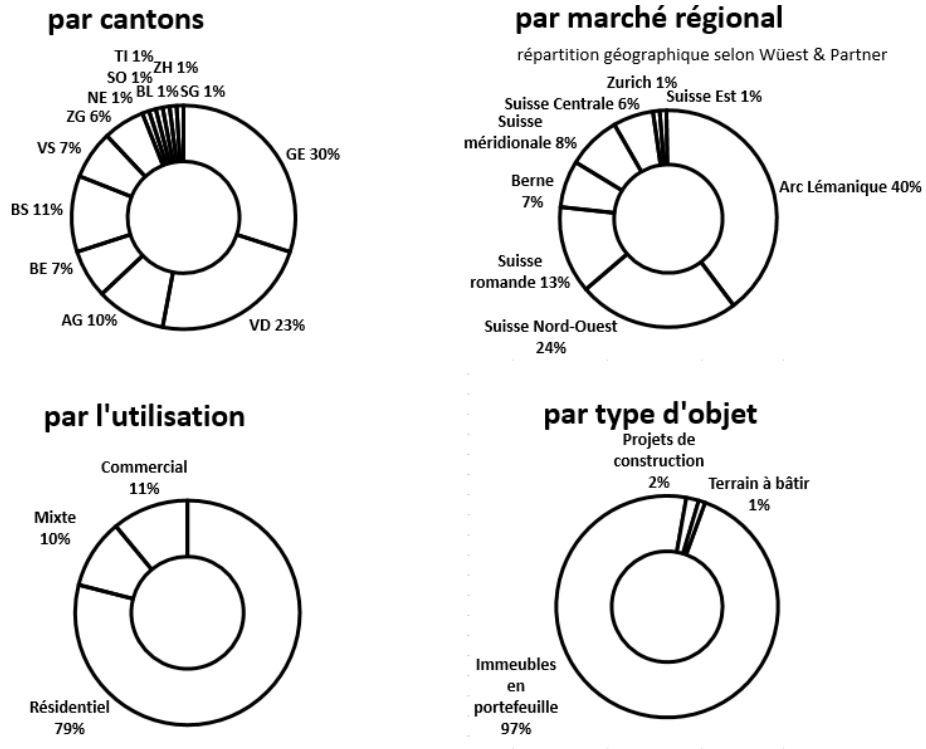 par cantons
TI 1%
ZH 1%
SO 1%
BL 1%
SG 1%
NE 1%
ZG 6%
VS 7%
GE 30%
BS 11%
BE 7%
AG 10%
VD 23%
par marché régional
répartition géographique selon Wüest & Partner
Zurich 1%
Suisse Est 1%
Suisse Centrale 6%
Suisse
méridionale 8%
Arc Lémanique 40%
Berne
7%
Suisse
romande 13%
Suisse Nord-Ouest
24%
par l'utilisation
Commercial
11%
Mixte
10%
Résidentiel
79%
par type d'objet
Projets de
construction
2%
Terrain à bâtir
1%
Immeubles
en
portefeuille
97%